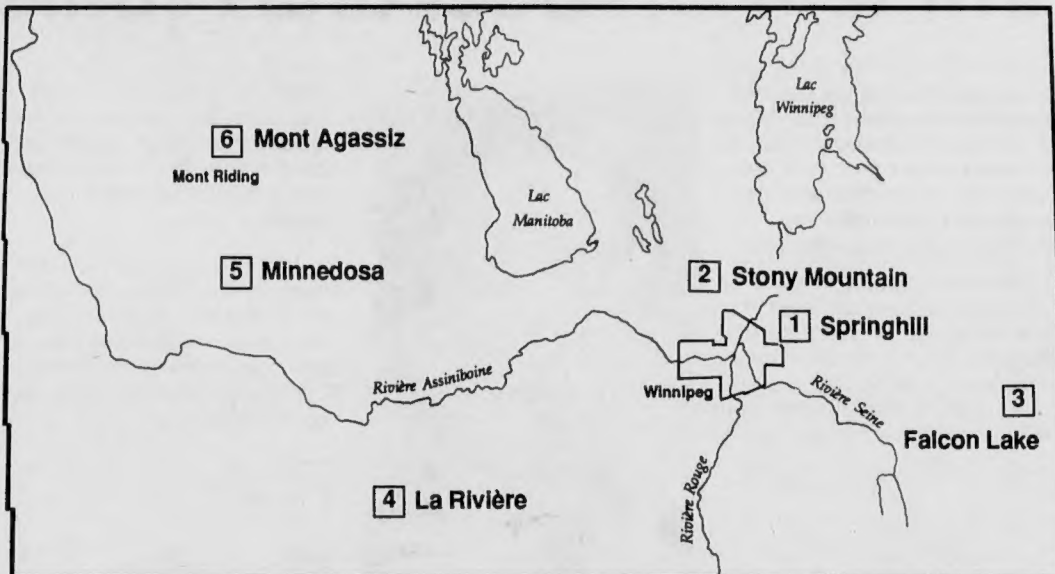 Lac
Winnipeg
6 Mont Agassiz
Mont Riding
Lac
Manitoba
5 Minnedosa
2 Stony Mountain
1 Springhill
Rivière Assiniboine
Winnipeg
Rivière Seine
3
Falcon Lake
4 La Rivière
Rivière Rouge